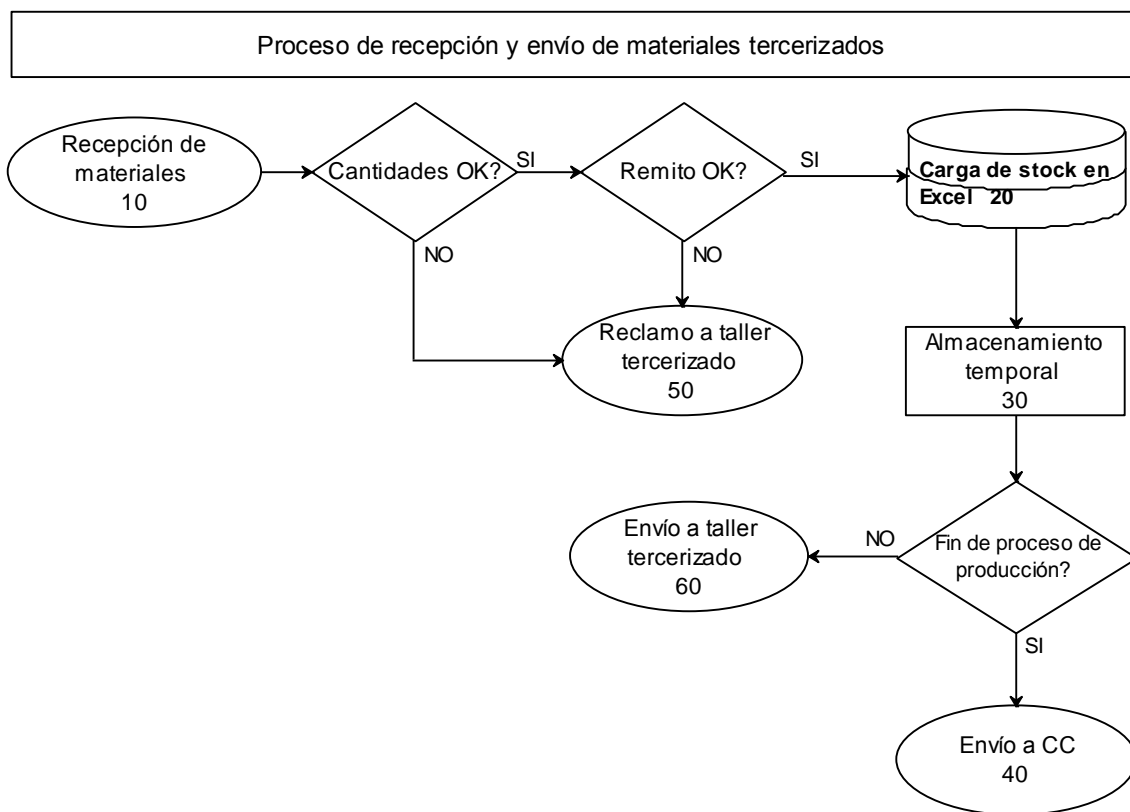 Proceso de recepción y envío de materiales tercerizados
Recepción de
materiales
10
Cantidades OK?
SI
Remito OK?
SI
Carga de stock en
Excel 20
NO
NO
Reclamo a taller
tercerizado
50
Almacenamiento
temporal
30
Envío a taller
tercerizado
60
NO
Fin de proceso de
producción?
SI
Envío a CC
40